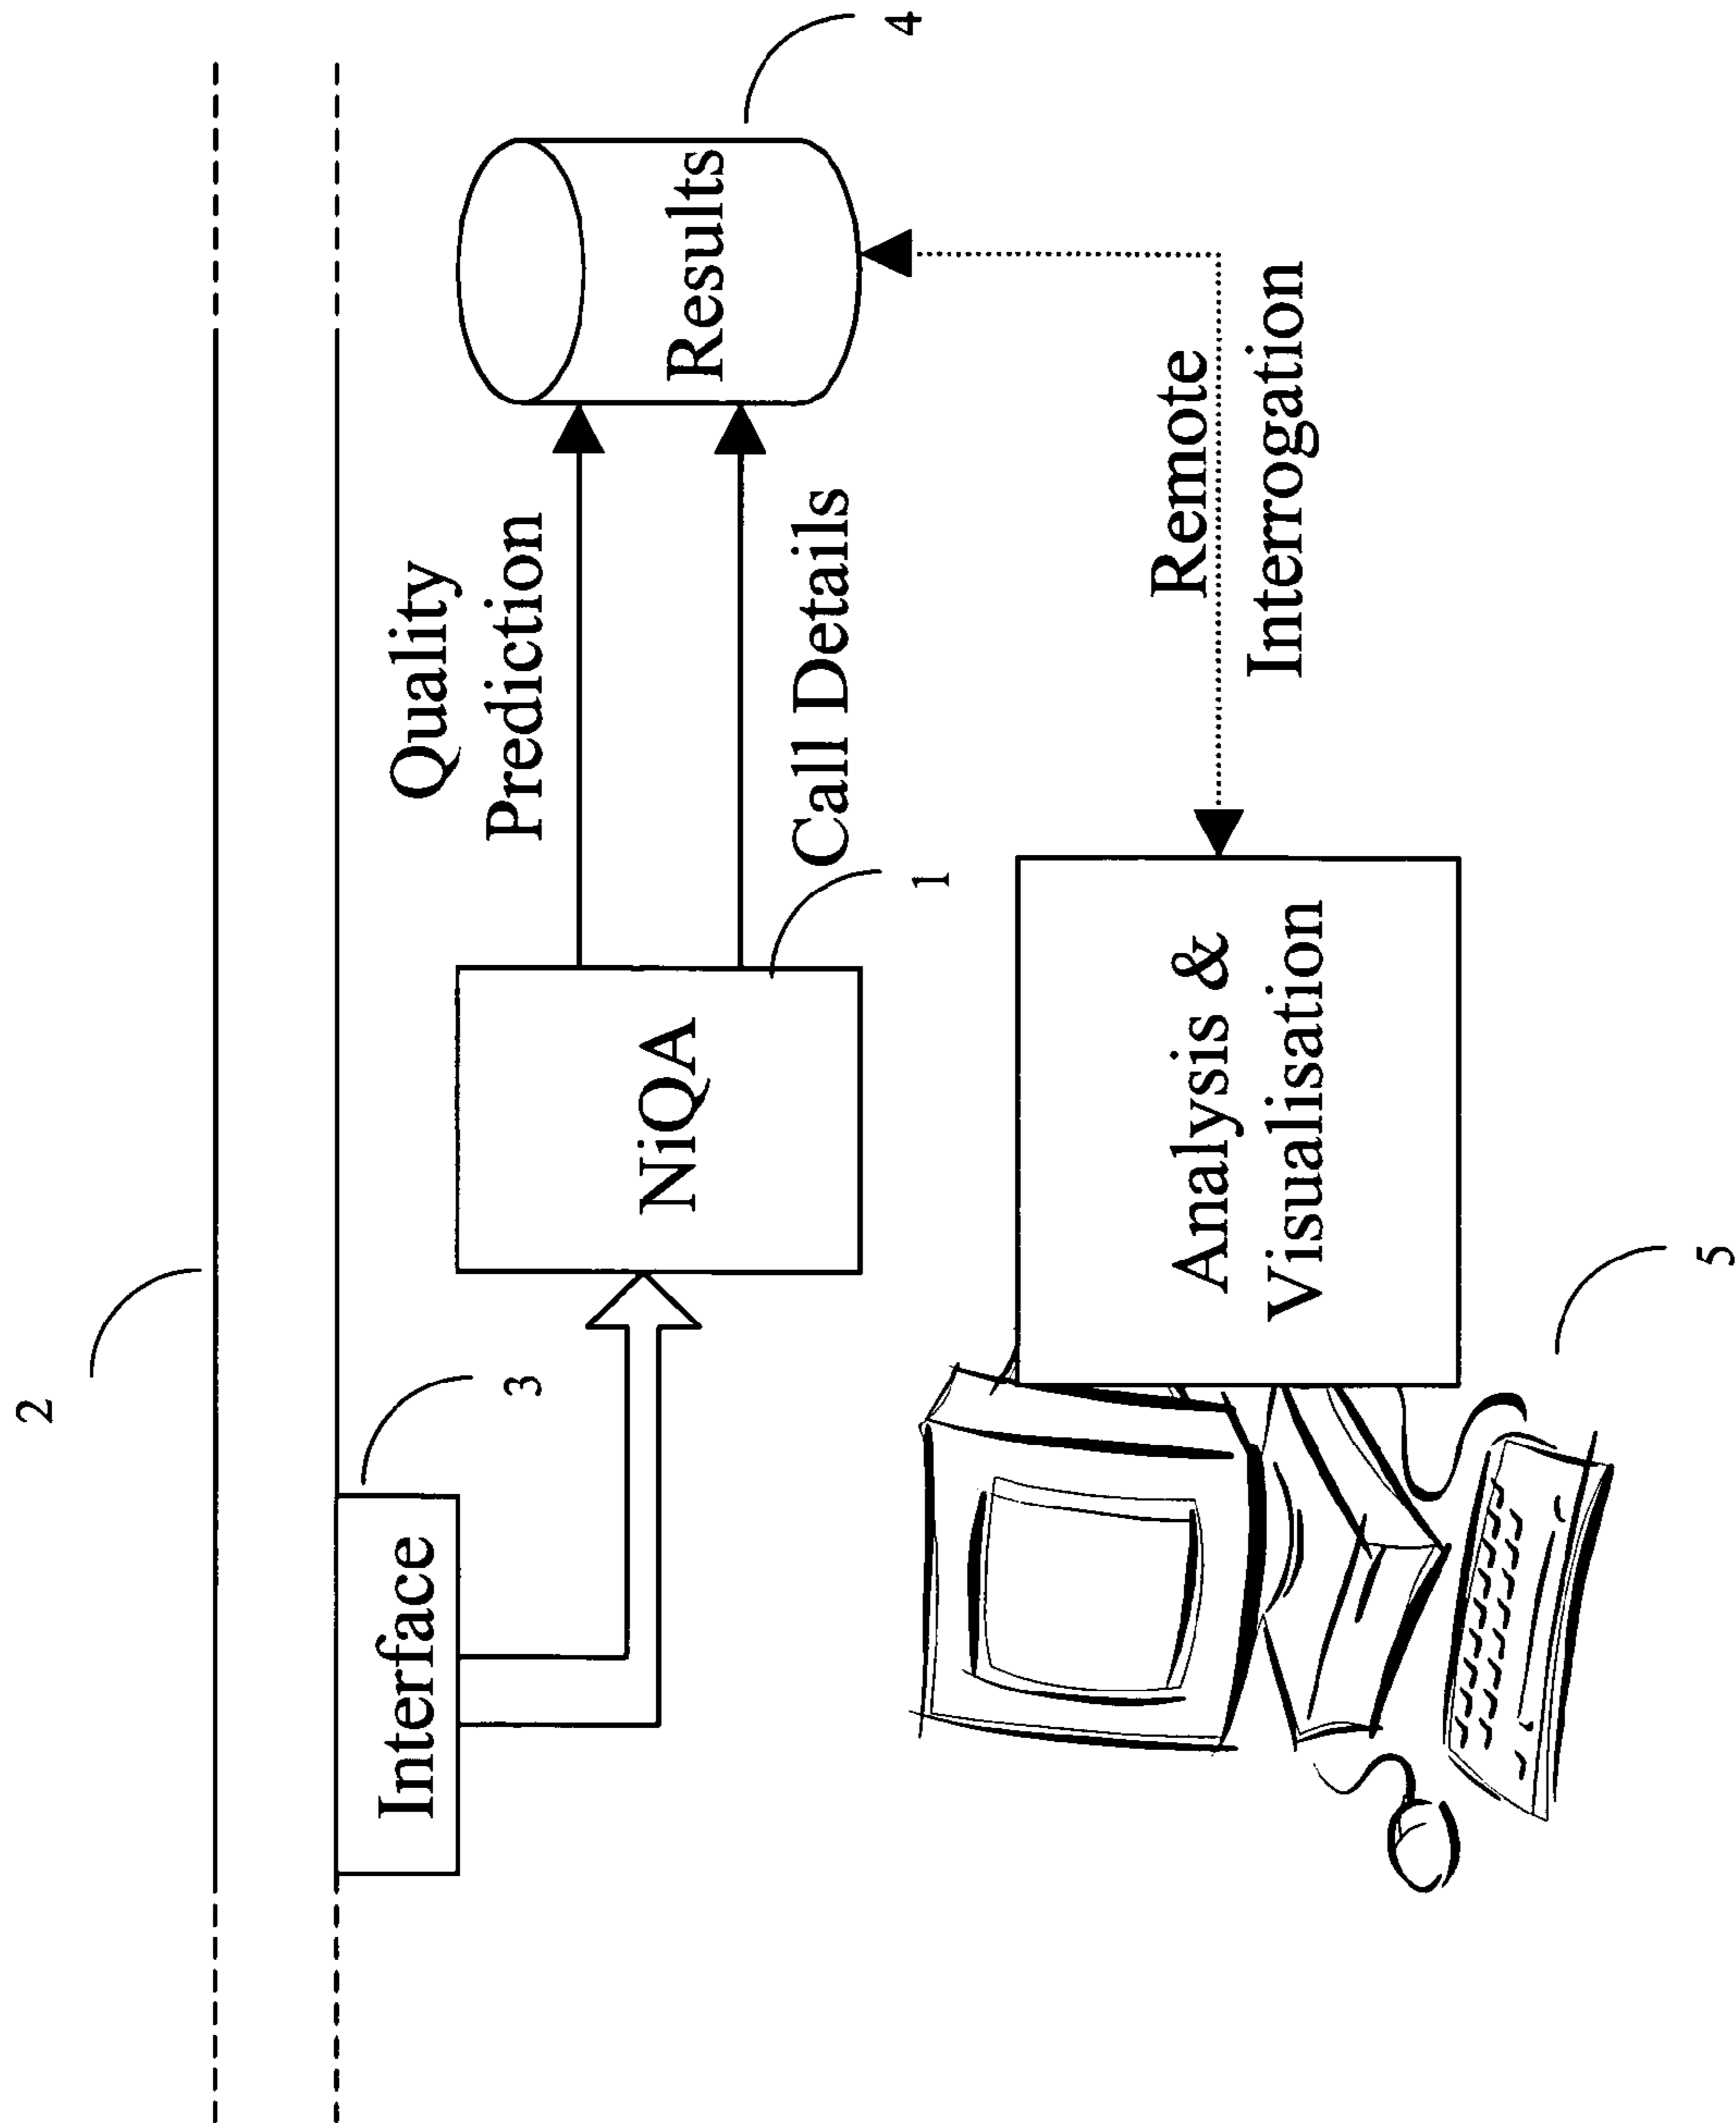 2
Interface
3
NiQA
1
Quality
Prediction
Call Details
Results
4
Remote
Interrogation
Analysis &
Visualisation
5